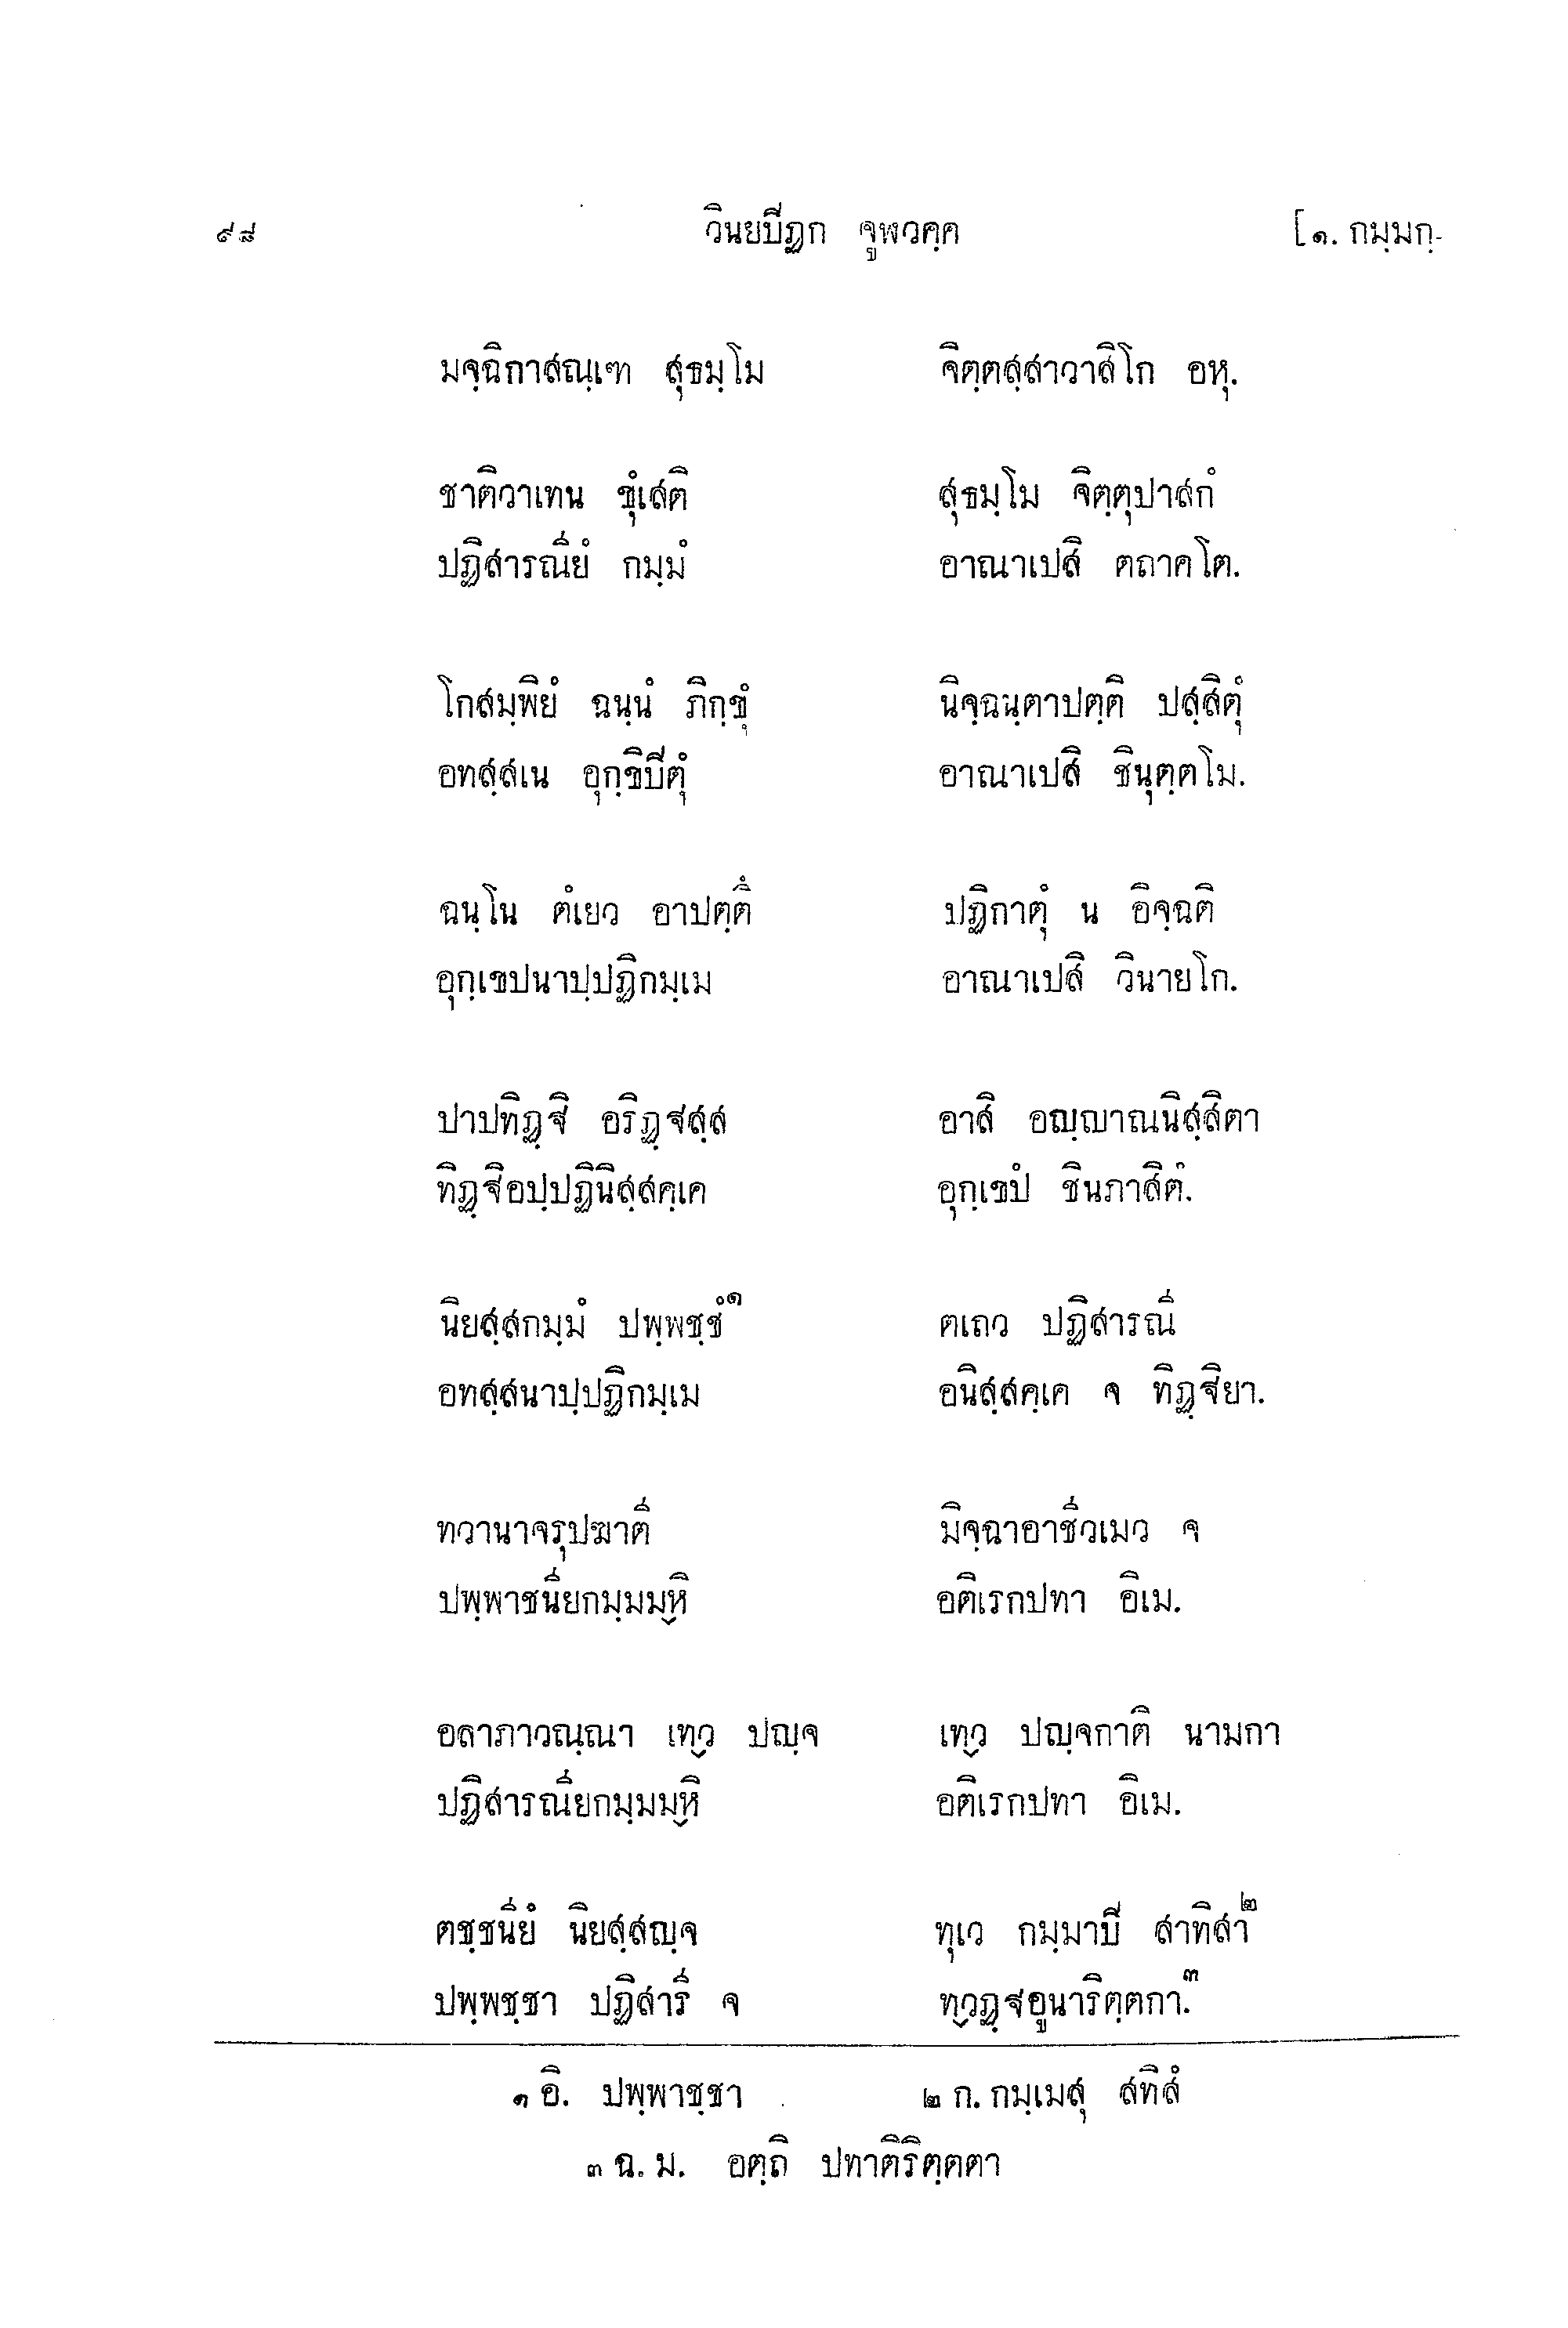 ๙๘ วินยปิฏก จูฬวคฺค [๑. กมฺมกฺ-
มจฺฉิกาสณฺเฑ สุธมฺโม จิตฺตสฺสาวาสิโก อหุ.
ชาติวาเทน ขุํเสติ สุธมฺโม จิตฺตุปาสกํ
ปฏิสารณียํ กมฺมํ อาณาเปสิ ตถาคโต.
โกสมฺพิยํ ฉนฺนํ ภิกฺขุํ นิจฺฉนฺตาปตฺติ ปสฺสิตุํ
อทสฺสเน อุกฺขิปิตุํ อาณาเปสิ ชินุตฺตโม.
ฉนฺโน ตํเยว อาปตฺตึ ปฏิกาตุํ น อิจฺฉติ
อุกฺเขปนาปฺปฏิกมฺเม อาณาเปสิ วินายโก.
ปาปทิฏฺฐิ อริฏฺฐสฺส อาสิ อญฺญาณนิสฺสิตา
ทิฏฺฐิอปฺปฏินิสฺสคฺเค อุกฺเขปํ ชินภาสิตํ.
นิยสฺสกมฺมํ ปพฺพชฺชํ๑ ตเถว ปฏิสารณี
อทสฺสนาปฺปฏิกมฺเม อนิสฺสคฺเค จ ทิฏฺฐิยา.
ทวานาจรุปฆาตี มิจฺฉาอาชีวเมว จ
ปพฺพาชนียกมฺมมฺหิ อติเรกปทา อิเม.
อลาภาวณฺณา เทฺว ปญฺจ เทฺว ปญฺจกาติ นามกา
ปฏิสารณียกมฺมมฺหิ อติเรกปทา อิเม.
ตชฺชนียํ นิยสฺสญฺจ ทุเว กมฺมาปิ สาทิสา๒
ปพฺพชฺชา ปฏิสารี จ ทฺวฏฺฐอูนาริตฺตกา.๓
๑ อิ. ปพฺพาชฺชา ๒ ก. กมฺเมสุ สทิสํ
๓ ฉ. ม. อตฺถิ ปทาติริตฺตตา